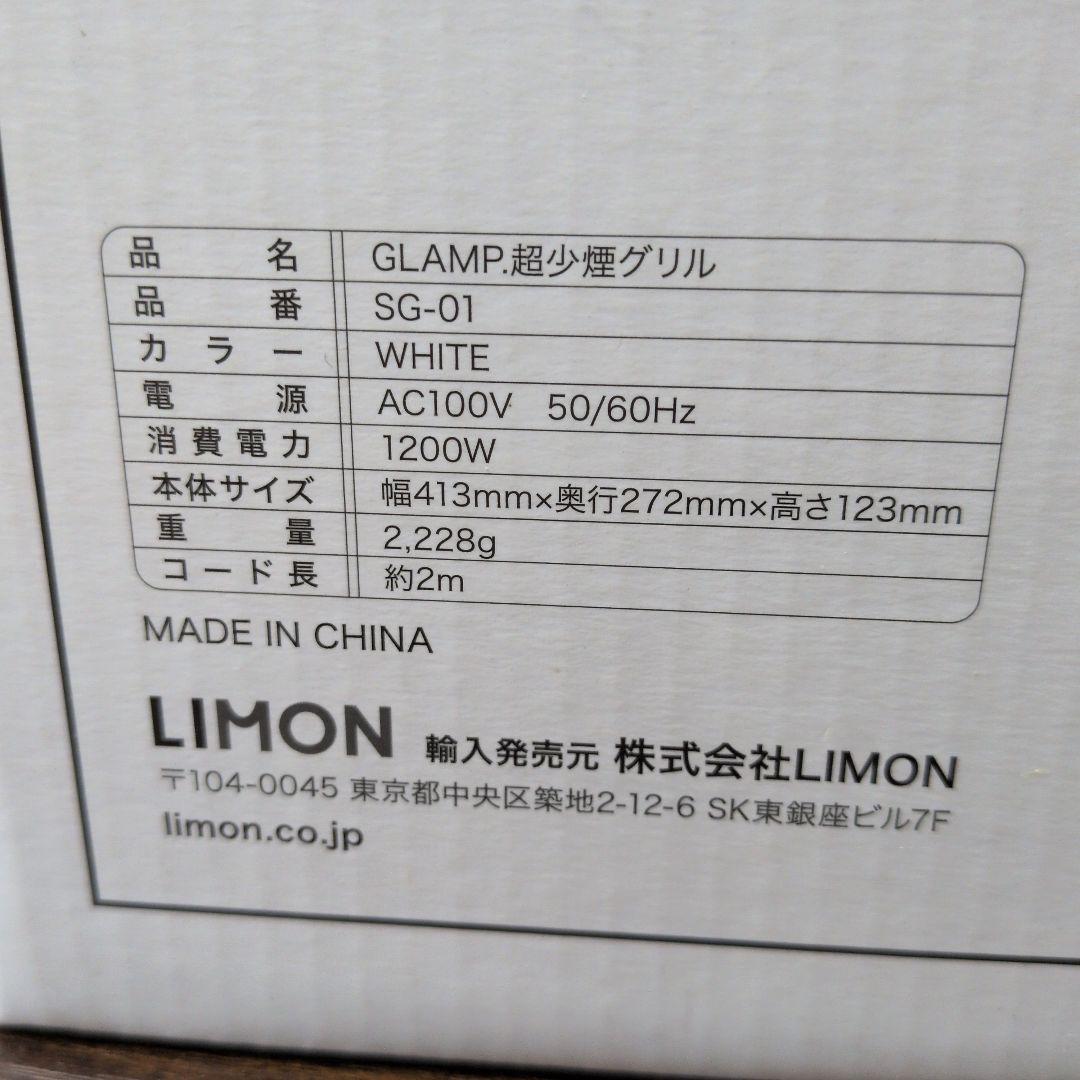 品名 GLAMP.超少煙グリル
品番 SG-01
カラー WHITE
電源 AC100V 50/60Hz
消費電力 1200W
本体サイズ 幅413mm×奥行272mm×高さ123mm
重量 2,228g
コード長 約2m
MADE IN CHINA
LIMON 輸入発売元 株式会社LIMON
〒104-0045 東京都中央区築地2-12-6 SK東銀座ビル7F
limon.co.jp